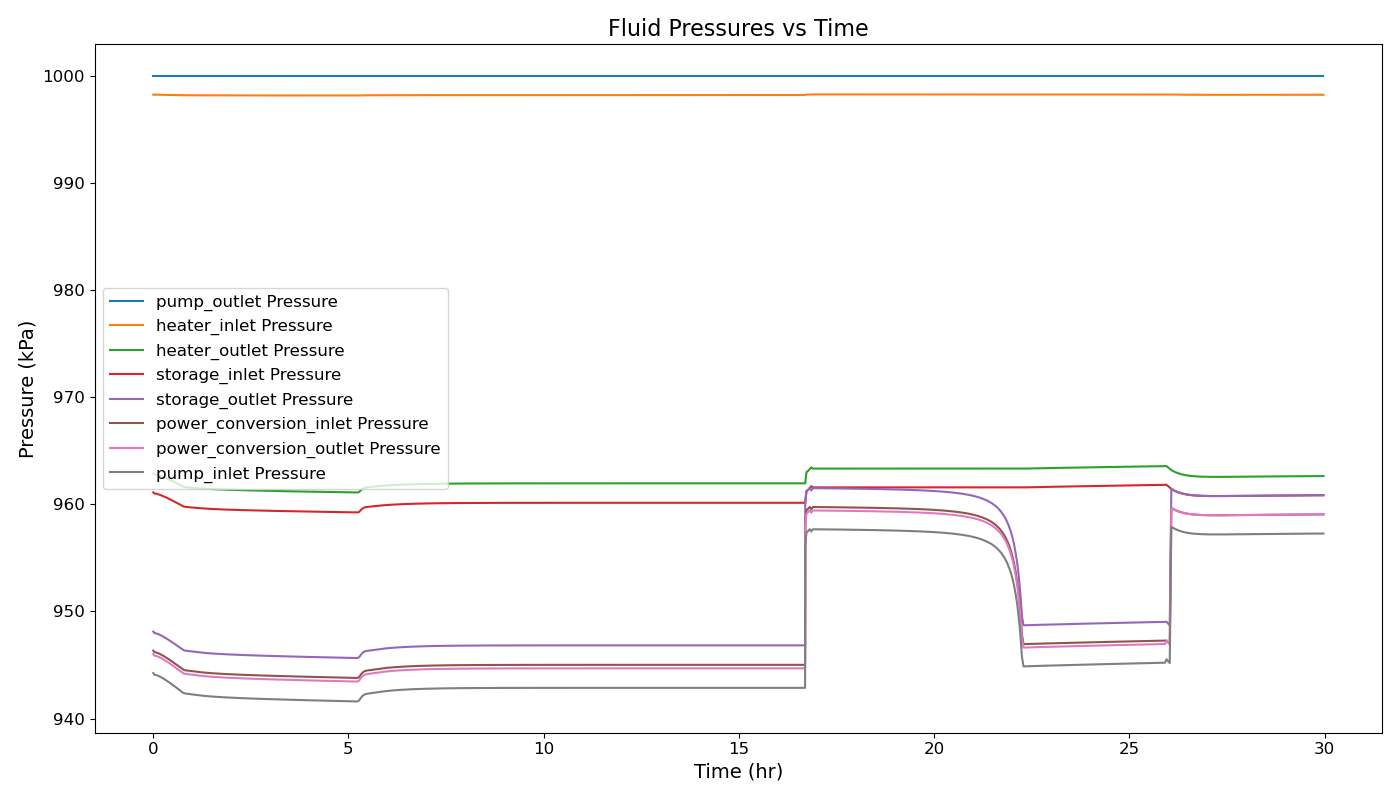 Fluid Pressures vs Time
Pressure (kPa)
1000
990
980
970
960
950
940
pump_outlet Pressure
heater_inlet Pressure
heater_outlet Pressure
storage_inlet Pressure
storage_outlet Pressure
power_conversion_inlet Pressure
power_conversion_outlet Pressure
pump_inlet Pressure
0 5 10 15 20 25 30
Time (hr)